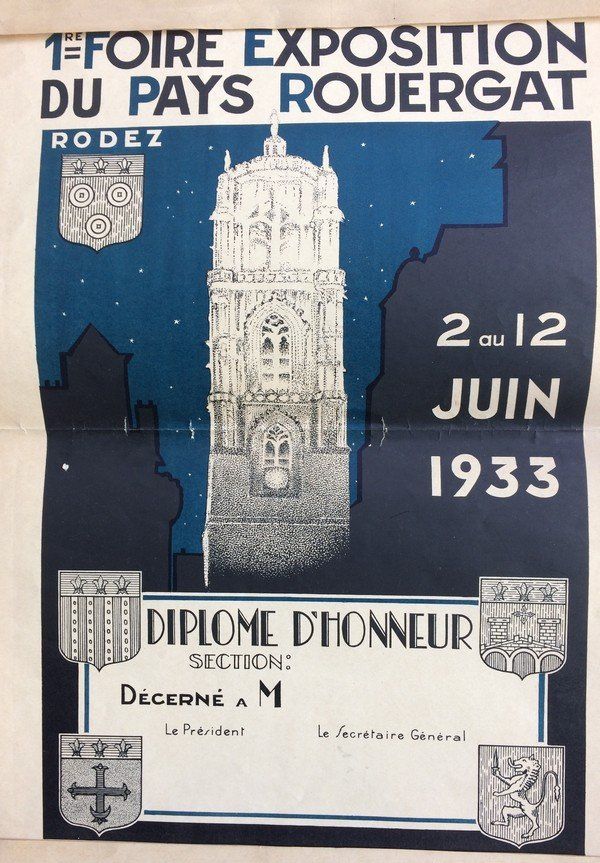 1RE FOIRE EXPOSITION
DU PAYS ROUERGAT
RODEZ
2 au 12
JUIN
1933
DIPLOME D'HONNEUR
SECTION:
DÉCERNÉ A M
Le Président Le Secrétaire Général